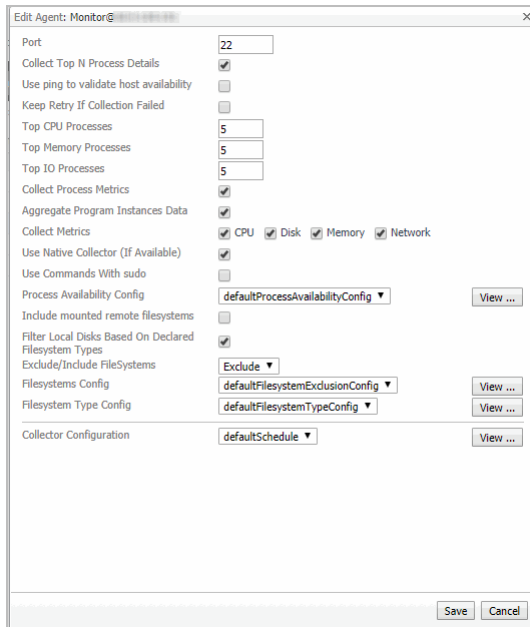 Edit Agent: Monitor@
Port 22
Collect Top N Process Details
Use ping to validate host availability
Keep Retry If Collection Failed
Top CPU Processes 5
Top Memory Processes 5
Top IO Processes 5
Collect Process Metrics
Aggregate Program Instances Data
Collect Metrics CPU Disk Memory Network
Use Native Collector (If Available)
Use Commands With sudo
Process Availability Config defaultProcessAvailabilityConfig View ...
Include mounted remote filesystems
Filter Local Disks Based On Declared
Filesystem Types
Exclude/Include FileSystems Exclude
Filesystems Config defaultFilesystemExclusionConfig View ...
Filesystem Type Config defaultFilesystemTypeConfig View ...
Collector Configuration defaultSchedule View ...
Save Cancel